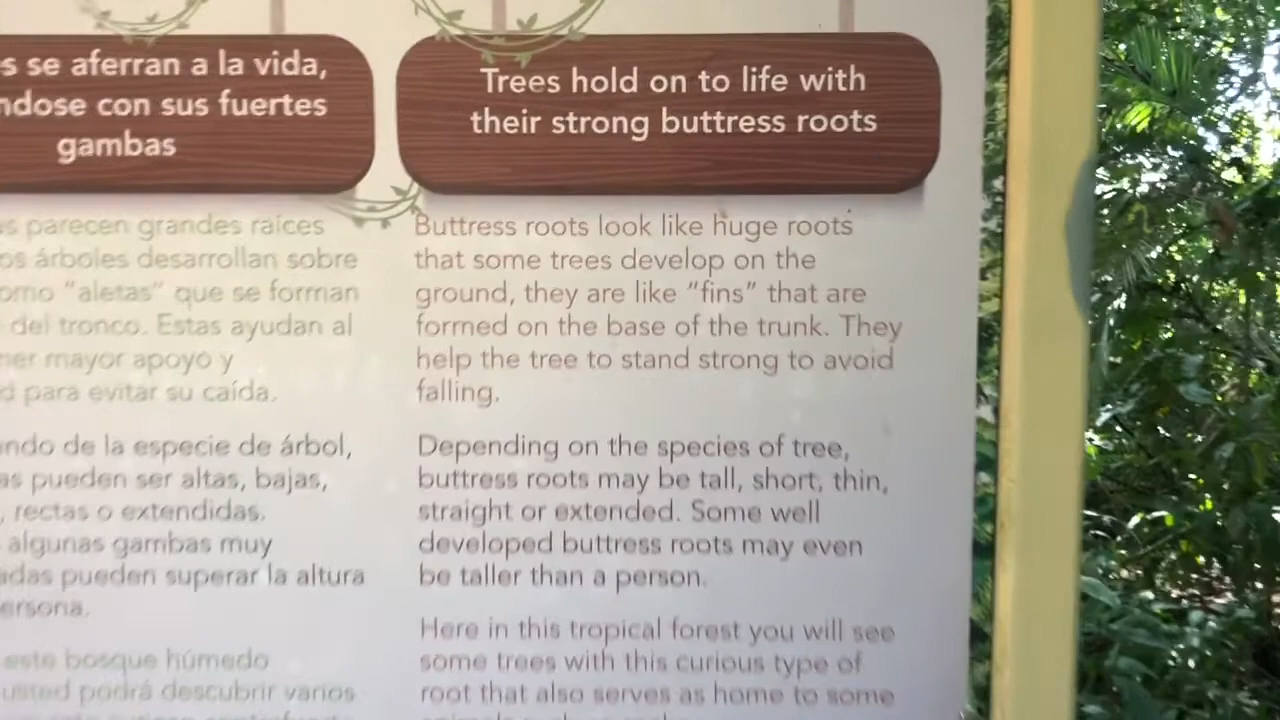 s se aferran a la vida,
ndose con sus fuertes
gambas
s parecen grandes raíces
os árboles desarrollan sobre
omo “aletas” que se forman
del tronco. Estas ayudan al
ner mayor apoyo y
d para evitar su caída.
ndo de la especie de árbol,
as pueden ser altas, bajas,
, rectas o extendidas.
algunas gambas muy
adas pueden superar la altura
ersona.
este bosque húmedo
usted podrá descubrir varios
Trees hold on to life with
their strong buttress roots
Buttress roots look like huge roots
that some trees develop on the
ground, they are like “fins” that are
formed on the base of the trunk. They
help the tree to stand strong to avoid
falling.
Depending on the species of tree,
buttress roots may be tall, short, thin,
straight or extended. Some well
developed buttress roots may even
be taller than a person.
Here in this tropical forest you will see
some trees with this curious type of
root that also serves as home to some